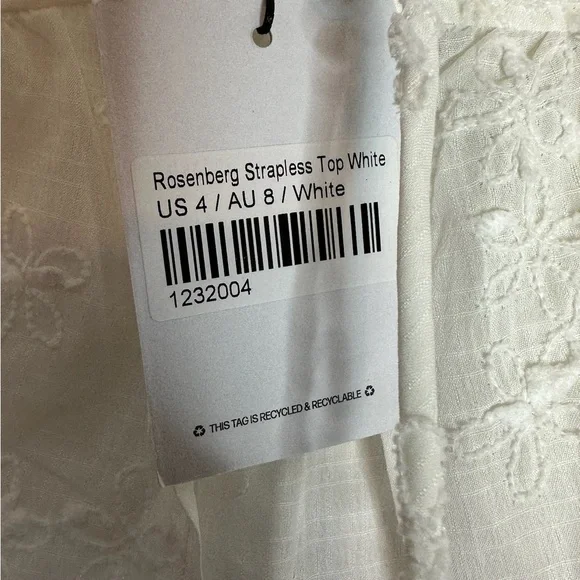 Rosenberg Strapless Top White
US 4 / AU 8 / White
1232004
THIS TAG IS RECYCLED & RECYCLABLE